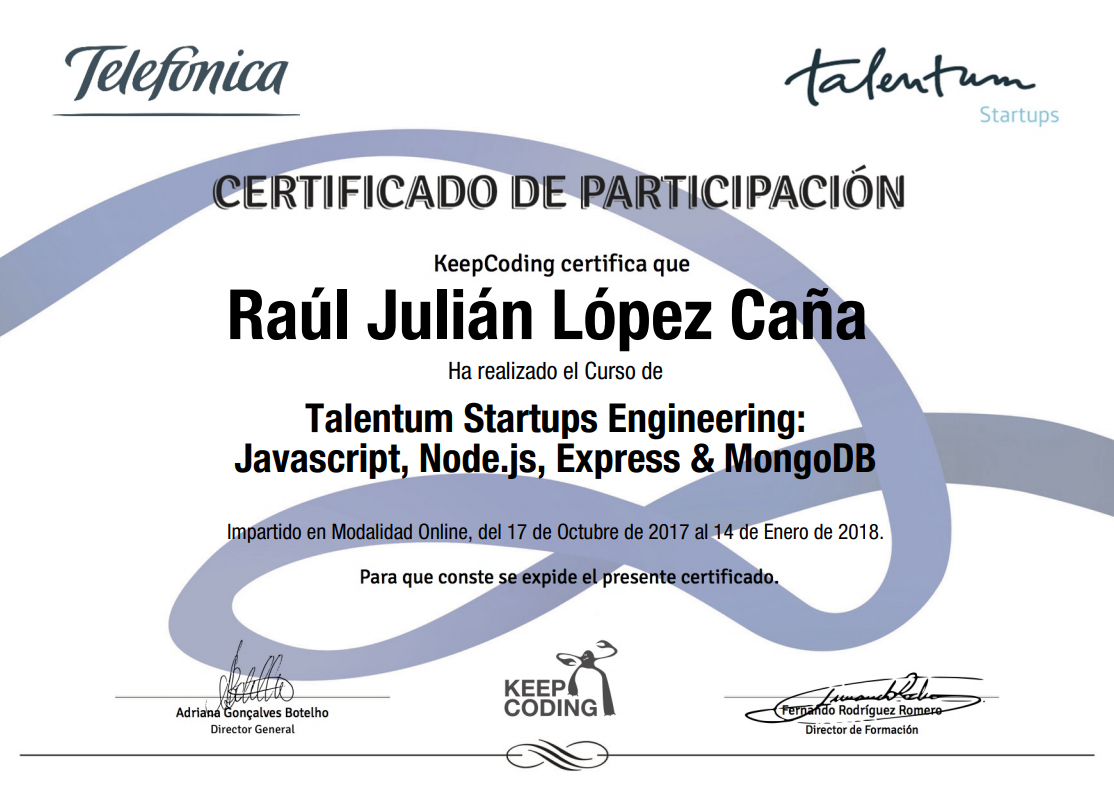 Telefónica
talentum
Startups
CERTIFICADO DE PARTICIPACIÓN
KeepCoding certifica que
Raúl Julián López Caña
Ha realizado el Curso de
Talentum Startups Engineering:
Javascript, Node.js, Express & MongoDB
Impartido en Modalidad Online, del 17 de Octubre de 2017 al 14 de Enero de 2018.
Para que conste se expide el presente certificado.
Adriana Gonçalves Botelho
Director General
KEEP
CODING
Fernando Rodríguez Romero
Director de Formación